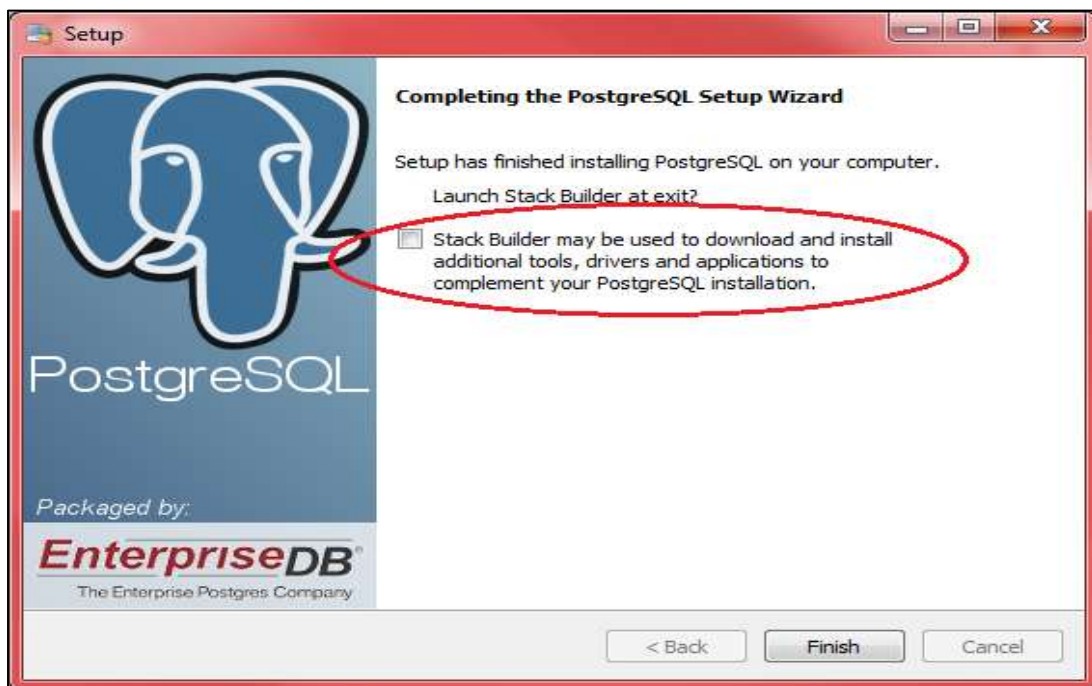 Setup
Completing the PostgreSQL Setup Wizard
Setup has finished installing PostgreSQL on your computer.
Launch Stack Builder at exit?
Stack Builder may be used to download and install
additional tools, drivers and applications to
complement your PostgreSQL installation.
PostgreSQL
Packaged by:
EnterpriseDB®
The Enterprise Postgres Company
< Back
Finish
Cancel